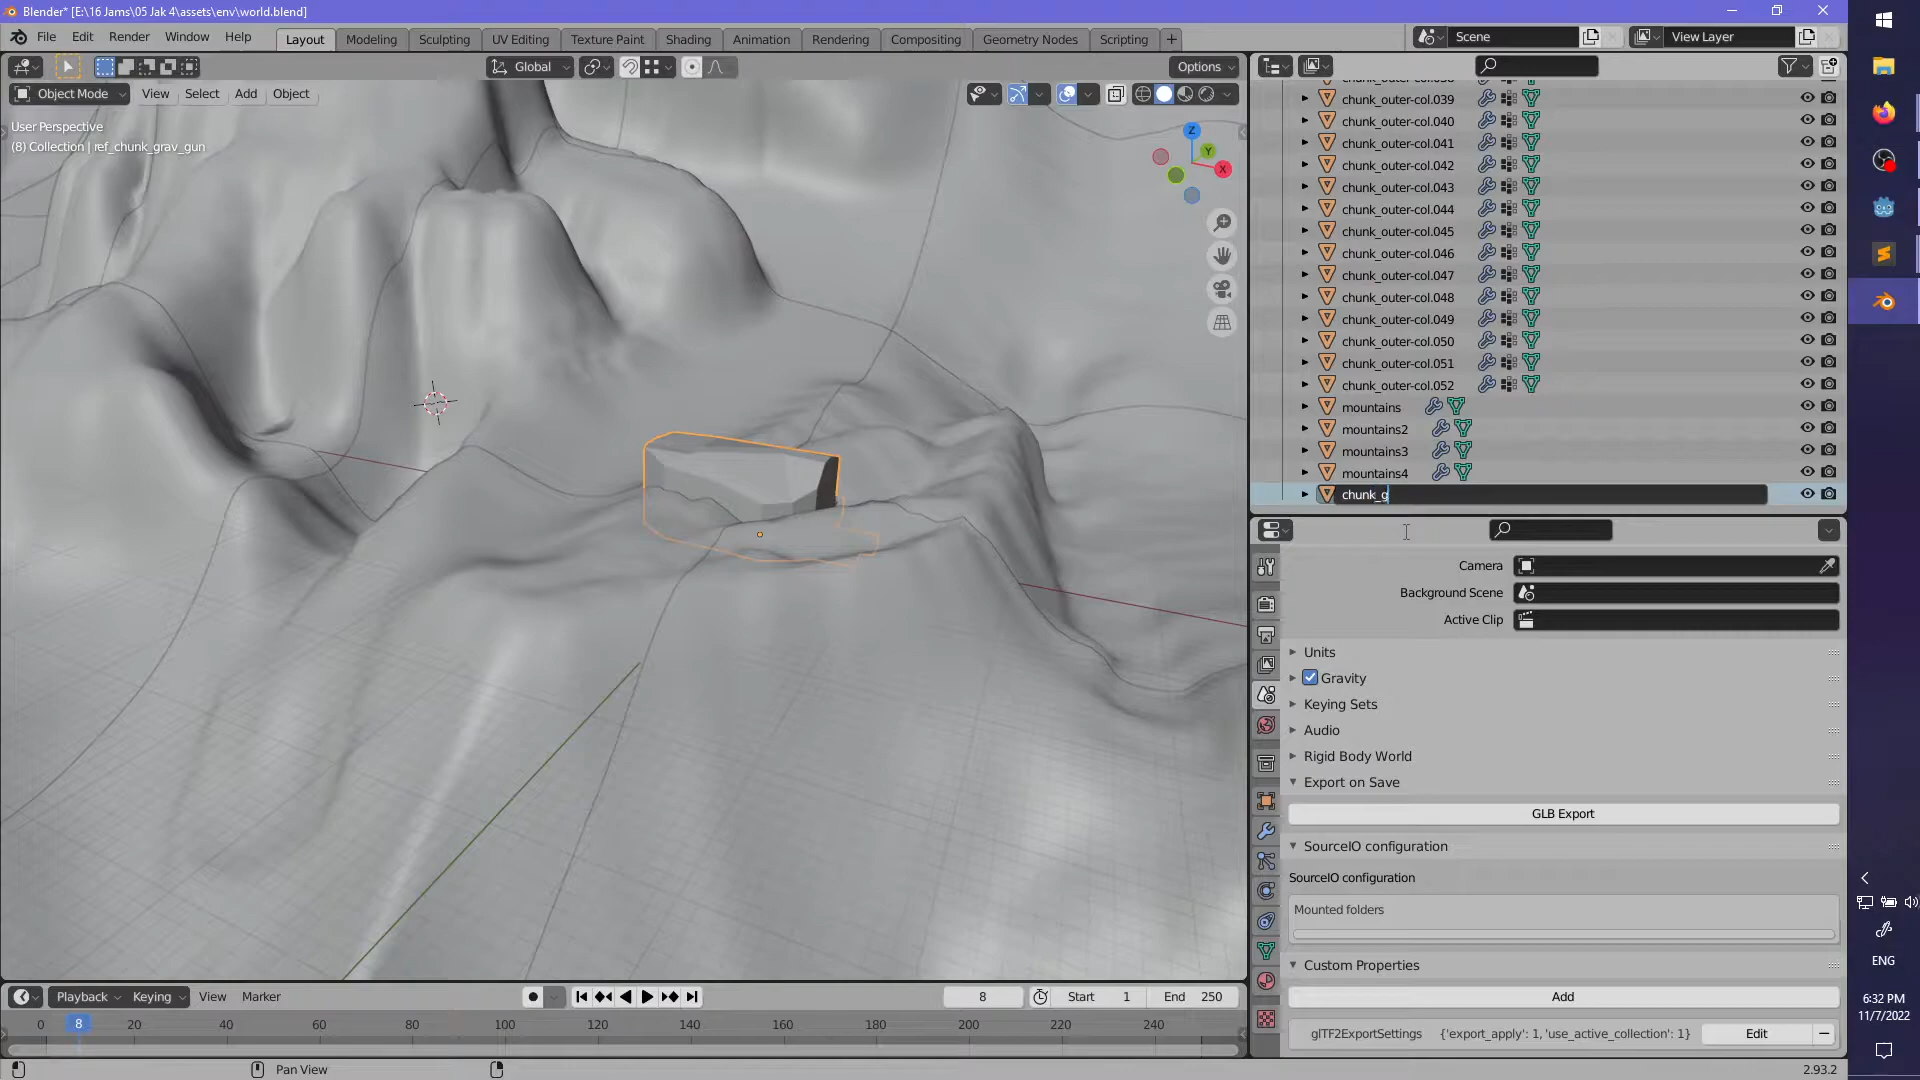 Blender* [E:\16 Jams\05 Jak 4\assets\env\world.blend]
File Edit Render Window Help
Layout Modeling Sculpting UV Editing Texture Paint Shading Animation Rendering Compositing Geometry Nodes Scripting
Scene
View Layer
Global
Options
Object Mode View Select Add Object
User Perspective
(8) Collection | ref_chunk_grav_gun
Z
Y
X
chunk_outer-col.039
chunk_outer-col.040
chunk_outer-col.041
chunk_outer-col.042
chunk_outer-col.043
chunk_outer-col.044
chunk_outer-col.045
chunk_outer-col.046
chunk_outer-col.047
chunk_outer-col.048
chunk_outer-col.049
chunk_outer-col.050
chunk_outer-col.051
chunk_outer-col.052
mountains
mountains2
mountains3
mountains4
chunk_g
Camera
Background Scene
Active Clip
Units
Gravity
Keying Sets
Audio
Rigid Body World
Export on Save
GLB Export
SourceIO configuration
SourceIO configuration
Mounted folders
Custom Properties
Add
glTF2ExportSettings {'export_apply': 1, 'use_active_collection': 1} Edit
Playback Keying View Marker
8 Start 1 End 250
0 8 20 40 60 80 100 120 140 160 180 200 220 240
Pan View
2.93.2
ENG
6:32 PM
11/7/2022